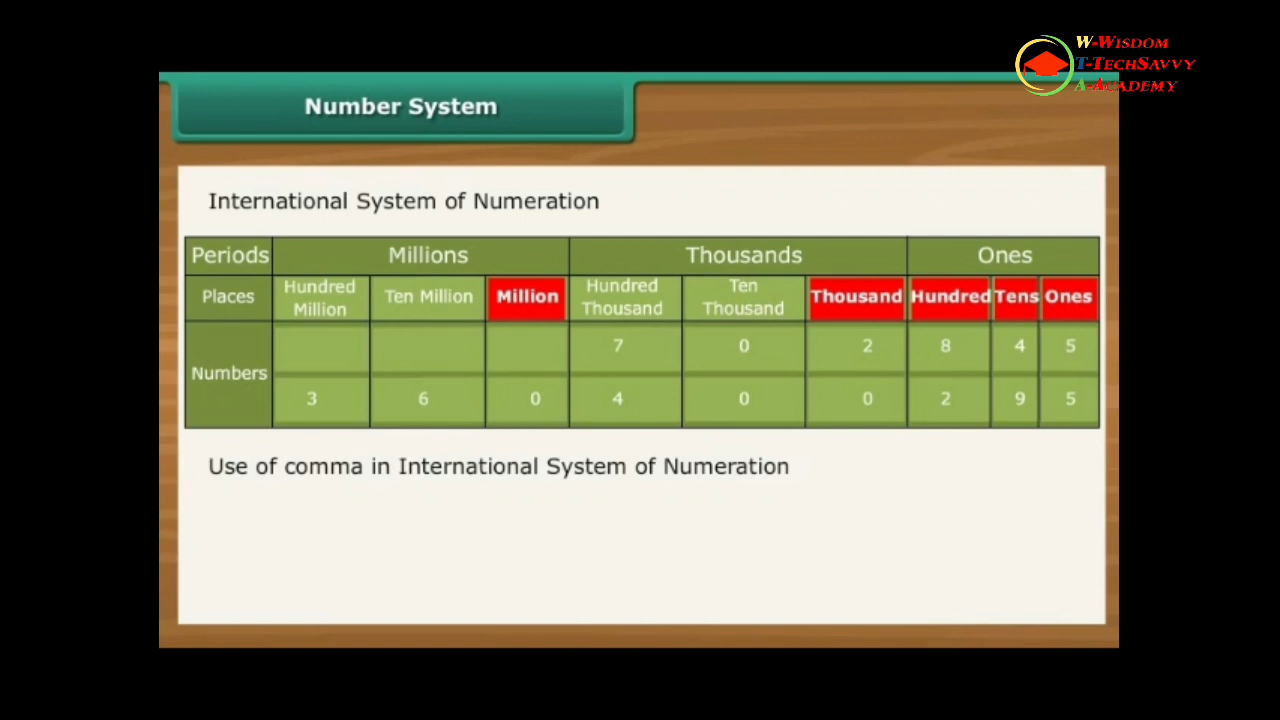 W-Wisdom
T-TechSavvy
A-Academy
Number System
International System of Numeration
Periods Millions Thousands Ones
Places Hundred Million Ten Million Million Hundred Thousand Ten Thousand Thousand Hundred Tens Ones
Numbers
7 0 2 8 4 5
3 6 0 4 0 0 2 9 5
Use of comma in International System of Numeration